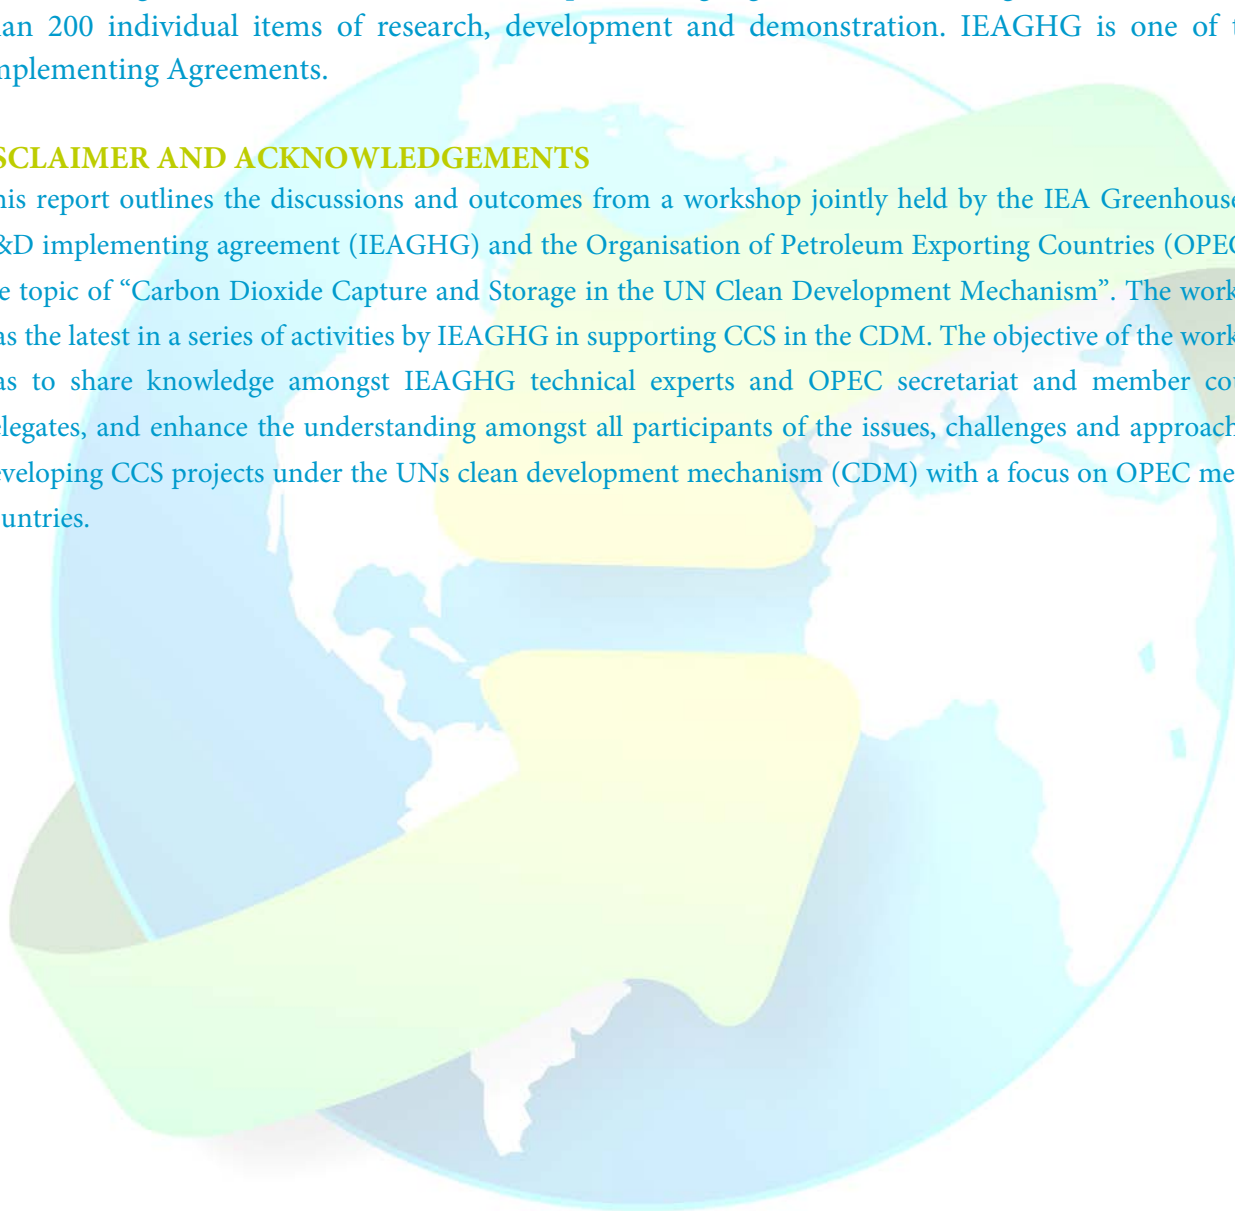 an 200 individual items of research, development and demonstration. IEAGHG is one of t
mplementing Agreements.
SCLAIMER AND ACKNOWLEDGEMENTS
his report outlines the discussions and outcomes from a workshop jointly held by the IEA Greenhouse
&D implementing agreement (IEAGHG) and the Organisation of Petroleum Exporting Countries (OPEC
e topic of “Carbon Dioxide Capture and Storage in the UN Clean Development Mechanism”. The work
as the latest in a series of activities by IEAGHG in supporting CCS in the CDM. The objective of the work
as to share knowledge amongst IEAGHG technical experts and OPEC secretariat and member cou
elegates, and enhance the understanding amongst all participants of the issues, challenges and approach
eveloping CCS projects under the UNs clean development mechanism (CDM) with a focus on OPEC me
untries.